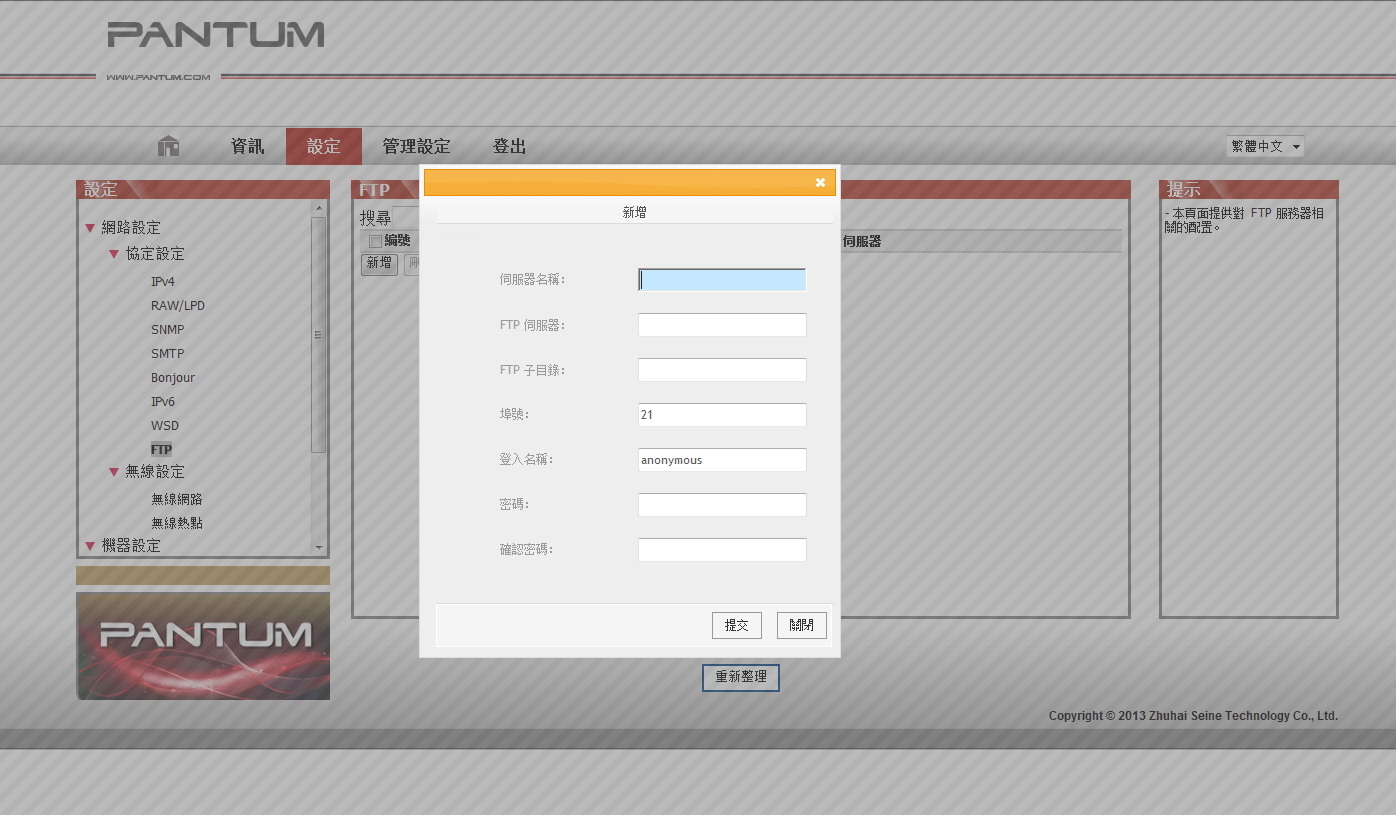 PANTUM
WWW.PANTUM.COM
資訊
設定
管理設定
登出
繁體中文
設定
網路設定
協定設定
IPv4
RAW/LPD
SNMP
SMTP
Bonjour
IPv6
WSD
FTP
無線設定
無線網路
無線熱點
機器設定
PANTUM
FTP
搜尋
編號
伺服器
新增
新增
伺服器名稱:
FTP 伺服器:
FTP 子目錄:
埠號:
21
登入名稱:
anonymous
密碼:
確認密碼:
提交
關閉
重新整理
提示
- 本頁面提供對 FTP 服務器相
關的配置。
Copyright © 2013 Zhuhai Seine Technology Co., Ltd.